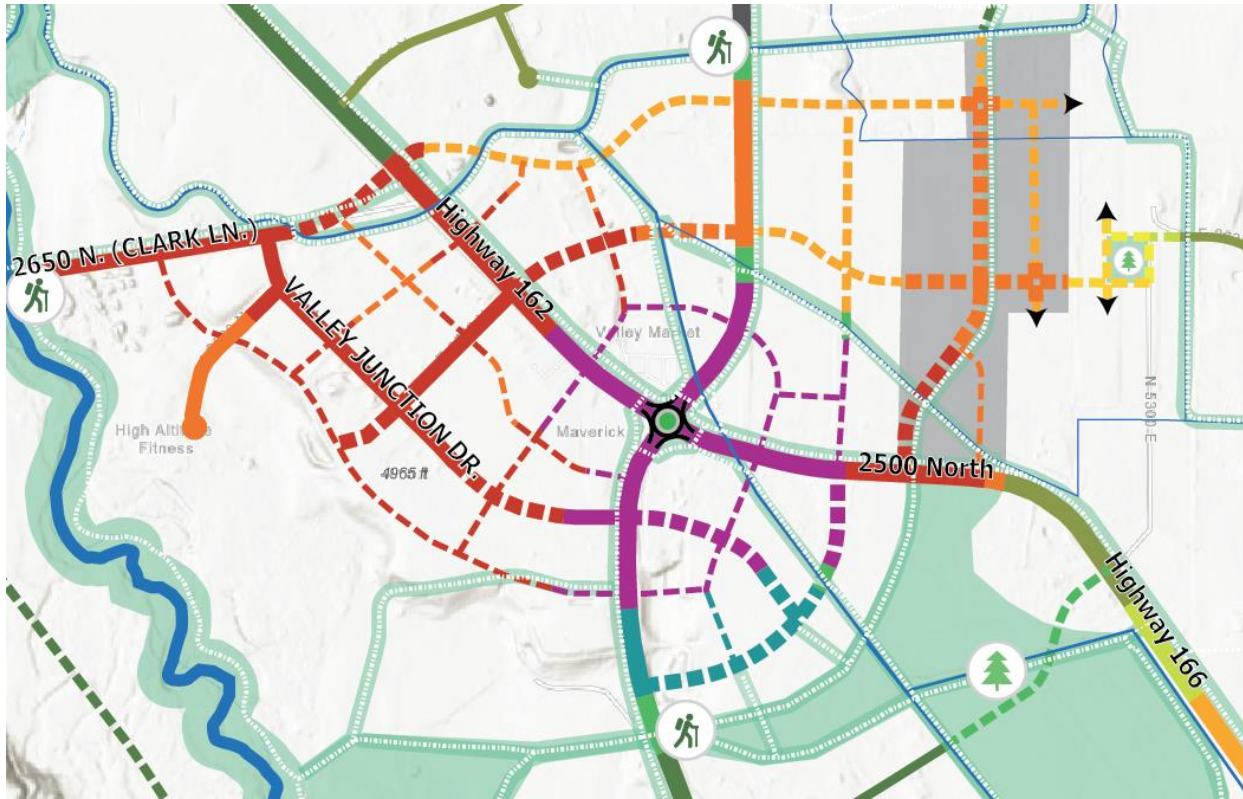 2650 N. (CLARK LN.)
Highway 162
VALLEY JUNCTION DR.
Valley Market
Maverick
High Altitude
Fitness
4965 ft
2500 North
N 5300 E
Highway 166